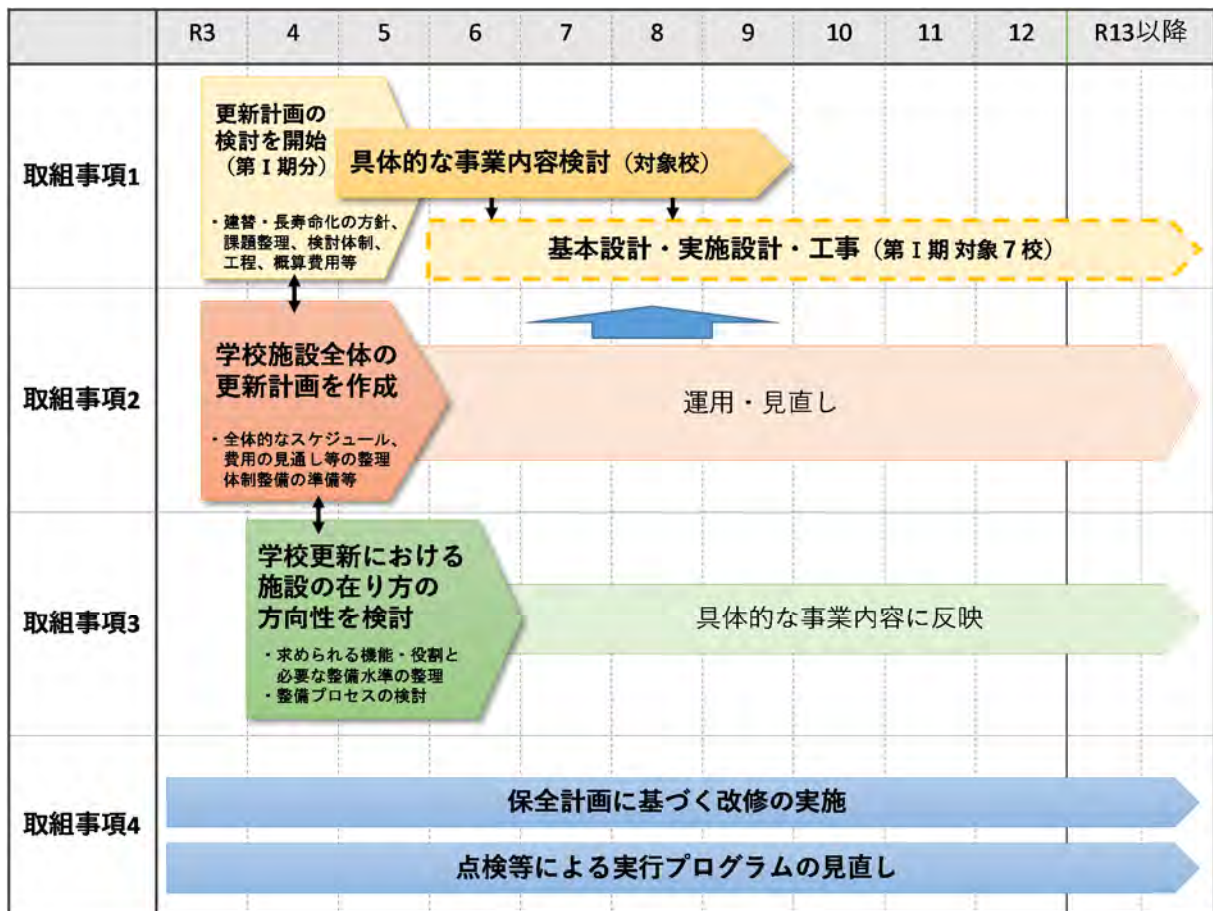 R3 4 5 6 7 8 9 10 11 12 R13以降
取組事項1
更新計画の
検討を開始
（第Ⅰ期分）
・建替・長寿命化の方針、
課題整理、検討体制、
工程、概算費用等
具体的な事業内容検討（対象校）
基本設計・実施設計・工事（第Ⅰ期 対象７校）
取組事項2
学校施設全体の
更新計画を作成
・全体的なスケジュール、
費用の見通し等の整理
体制整備の準備等
運用・見直し
取組事項3
学校更新における
施設の在り方の
方向性を検討
・求められる機能・役割と
必要な整備水準の整理
・整備プロセスの検討
具体的な事業内容に反映
取組事項4
保全計画に基づく改修の実施
点検等による実行プログラムの見直し